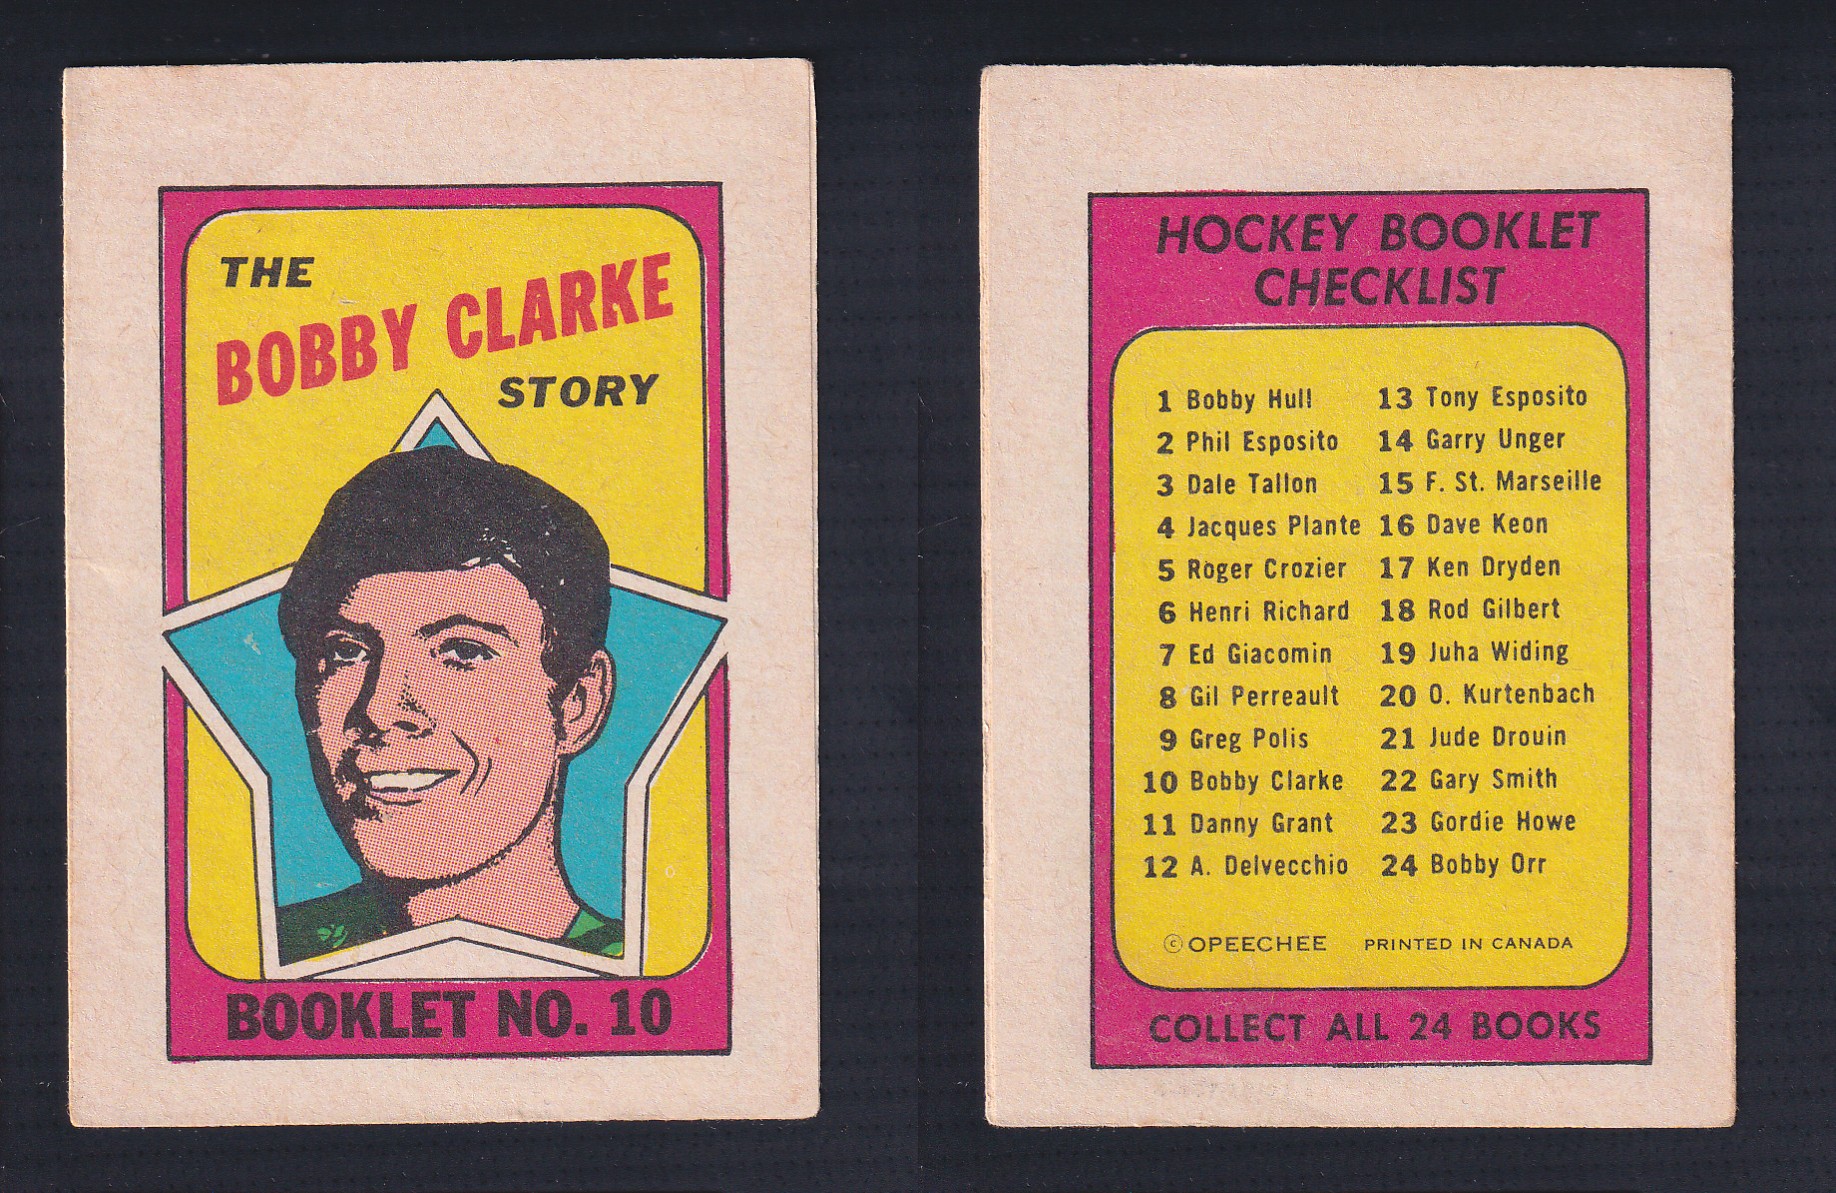 THE
BOBBY CLARKE
STORY
BOOKLET NO. 10
HOCKEY BOOKLET
CHECKLIST
1 Bobby Hull
2 Phil Esposito
3 Dale Tallon
4 Jacques Plante
5 Roger Crozier
6 Henri Richard
7 Ed Giacomin
8 Gil Perreault
9 Greg Polis
10 Bobby Clarke
11 Danny Grant
12 A. Delvecchio
13 Tony Esposito
14 Garry Unger
15 F. St. Marseille
16 Dave Keon
17 Ken Dryden
18 Rod Gilbert
19 Juha Widing
20 O. Kurtenbach
21 Jude Drouin
22 Gary Smith
23 Gordie Howe
24 Bobby Orr
© OPEECHEE PRINTED IN CANADA
COLLECT ALL 24 BOOKS